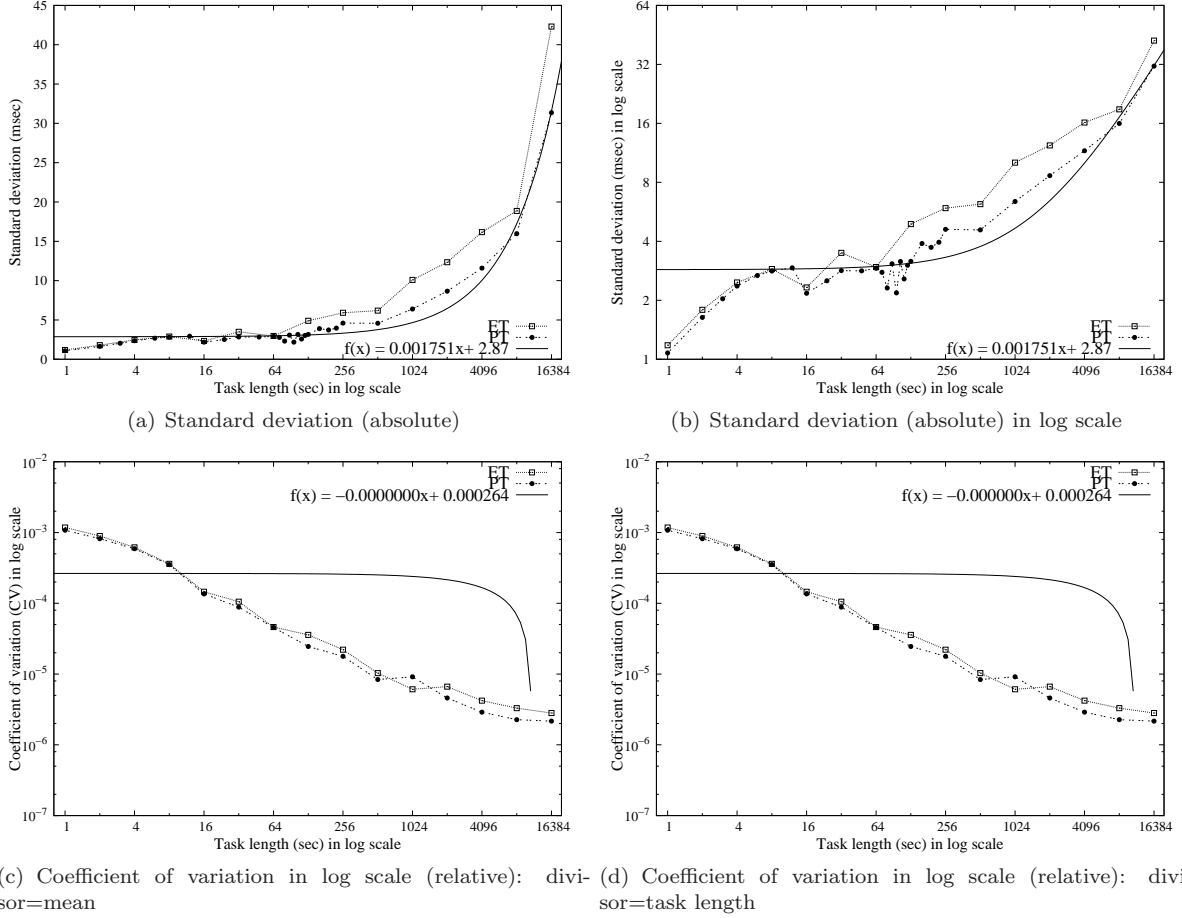 45
40
35
30
25
20
15
10
5
0
Standard deviation (msec)
ET
PT
f(x) = 0.001751x+ 2.87
1 4 16 64 256 1024 4096 16384
Task length (sec) in log scale
(a) Standard deviation (absolute)
64
32
16
8
4
2
1
Standard deviation (msec) in log scale
ET
PT
f(x) = 0.001751x+ 2.87
1 4 16 64 256 1024 4096 16384
Task length (sec) in log scale
(b) Standard deviation (absolute) in log scale
10−2
10−3
10−4
10−5
10−6
10−7
Coefficient of variation (CV) in log scale
ET
PT
f(x) = −0.0000000x+ 0.000264
1 4 16 64 256 1024 4096 16384
Task length (sec) in log scale
(c) Coefficient of variation in log scale (relative): divi-
sor=mean
10−2
10−3
10−4
10−5
10−6
10−7
Coefficient of variation (CV) in log scale
ET
PT
f(x) = −0.000000x+ 0.000264
1 4 16 64 256 1024 4096 16384
Task length (sec) in log scale
(d) Coefficient of variation in log scale (relative): divi
sor=task length